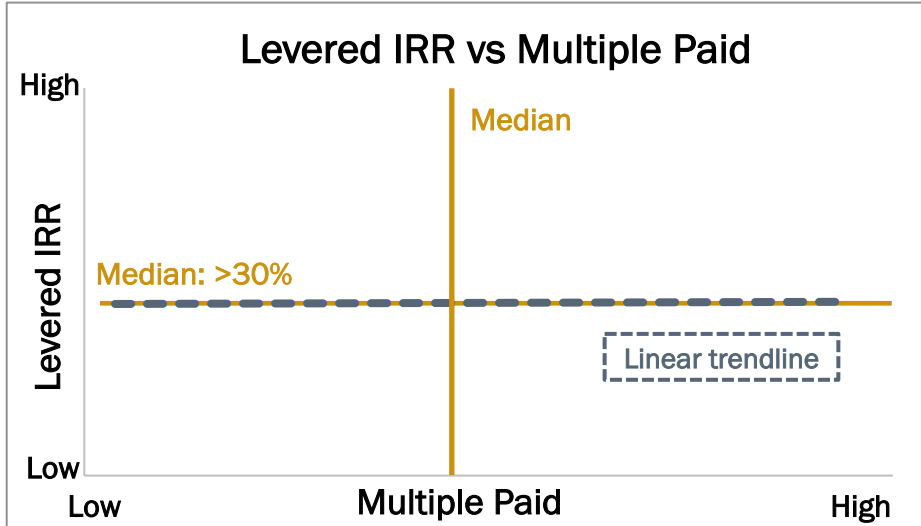 Levered IRR vs Multiple Paid
High
Median
Levered IRR
Median: >30%
Linear trendline
Low
Low
Multiple Paid
High